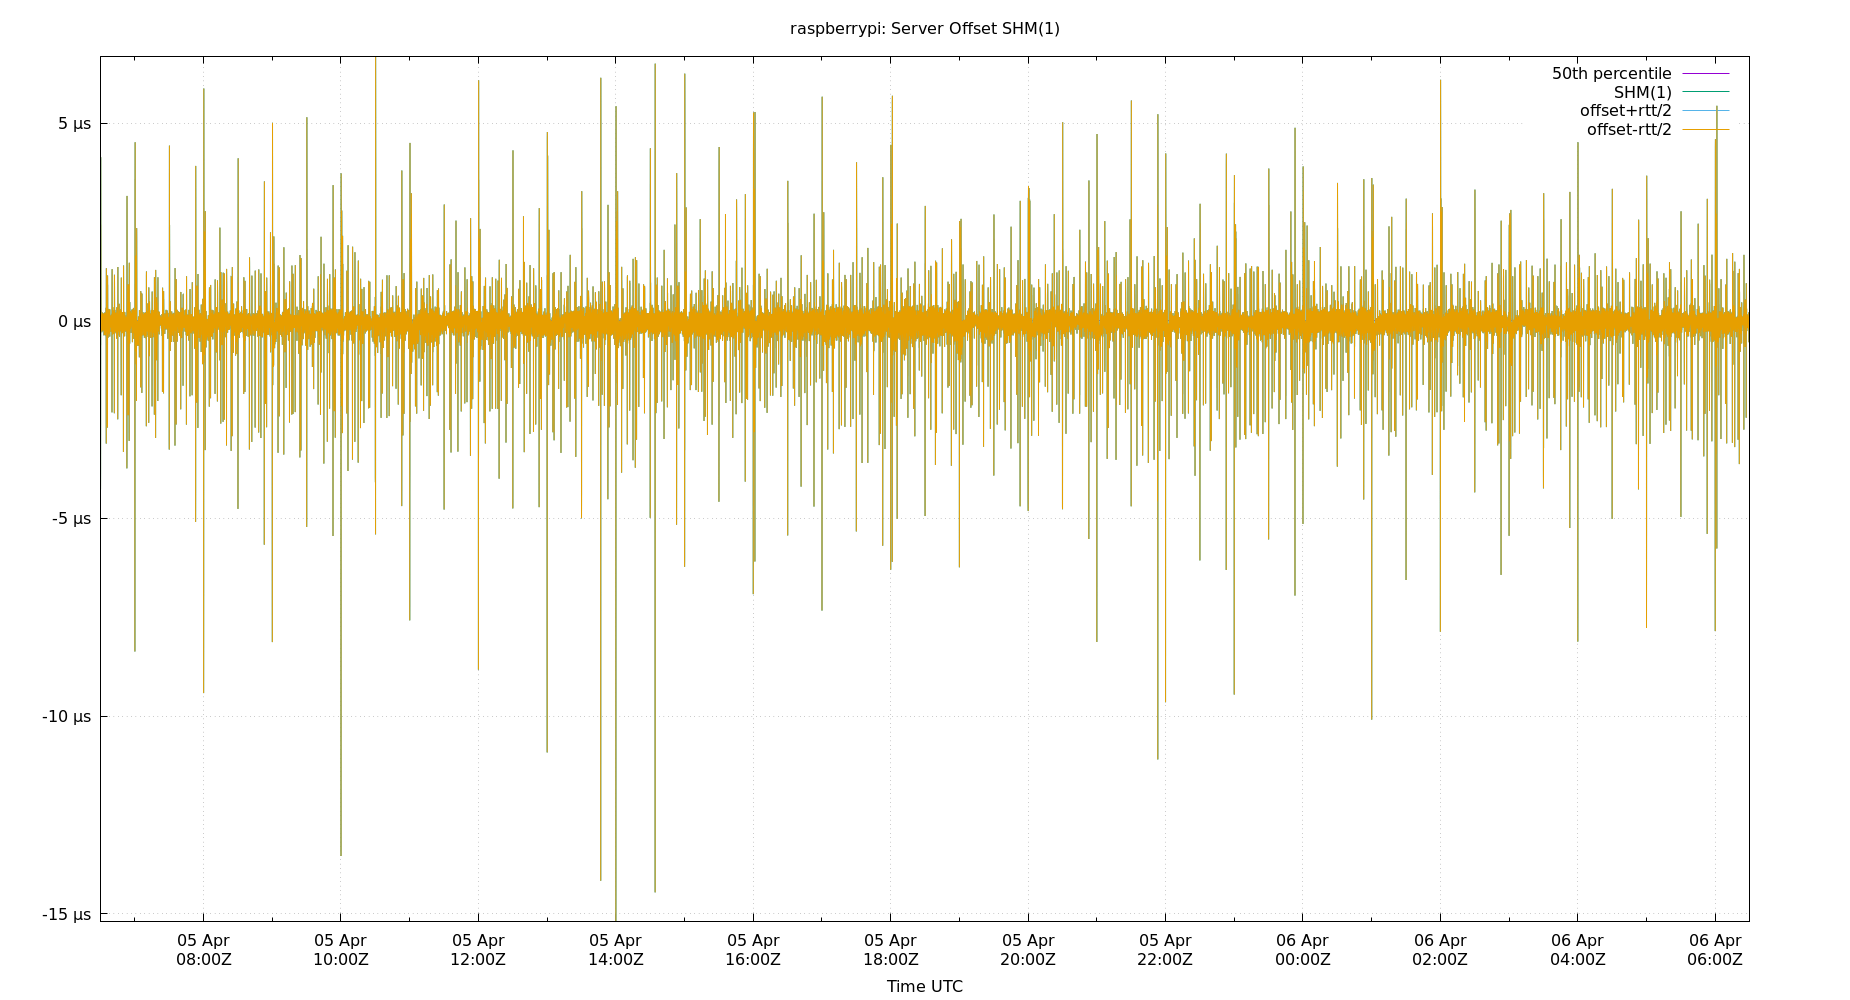 raspberrypi: Server Offset SHM(1)
50th percentile
SHM(1)
offset+rtt/2
offset-rtt/2
5 µs
0 µs
-5 µs
-10 µs
-15 µs
05 Apr 05 Apr 05 Apr 05 Apr 05 Apr 05 Apr 05 Apr 05 Apr 06 Apr 06 Apr 06 Apr 06 Apr
08:00Z 10:00Z 12:00Z 14:00Z 16:00Z 18:00Z 20:00Z 22:00Z 00:00Z 02:00Z 04:00Z 06:00Z
Time UTC